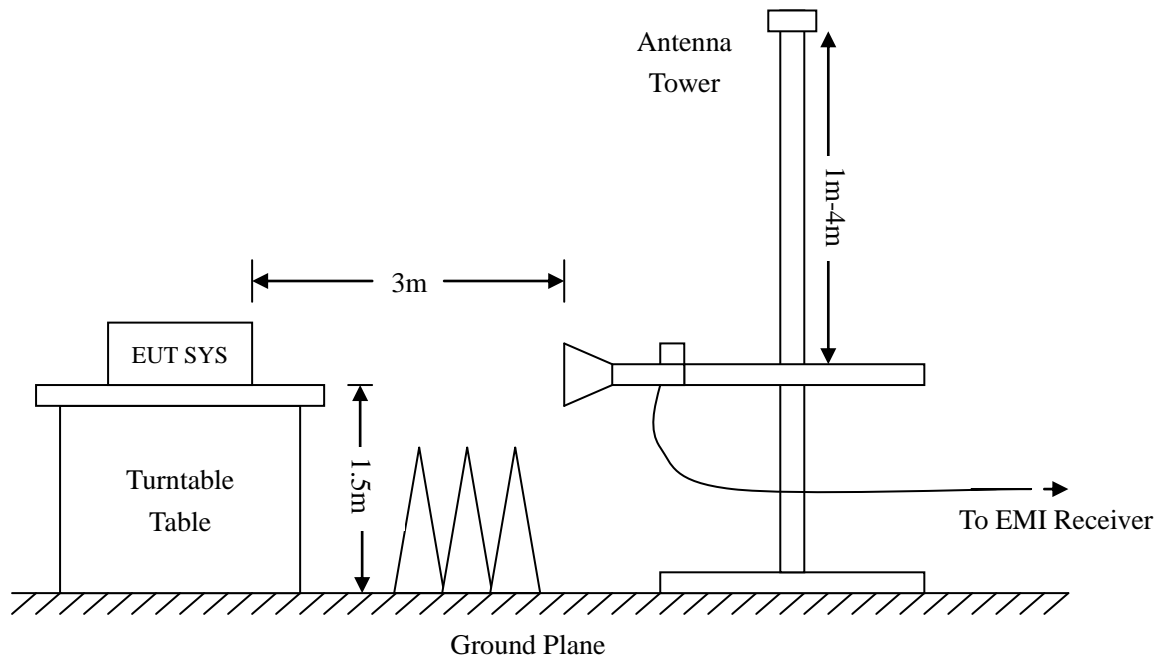 Antenna
Tower
1m-4m
3m
EUT SYS
1.5m
Turntable
Table
To EMI Receiver
Ground Plane